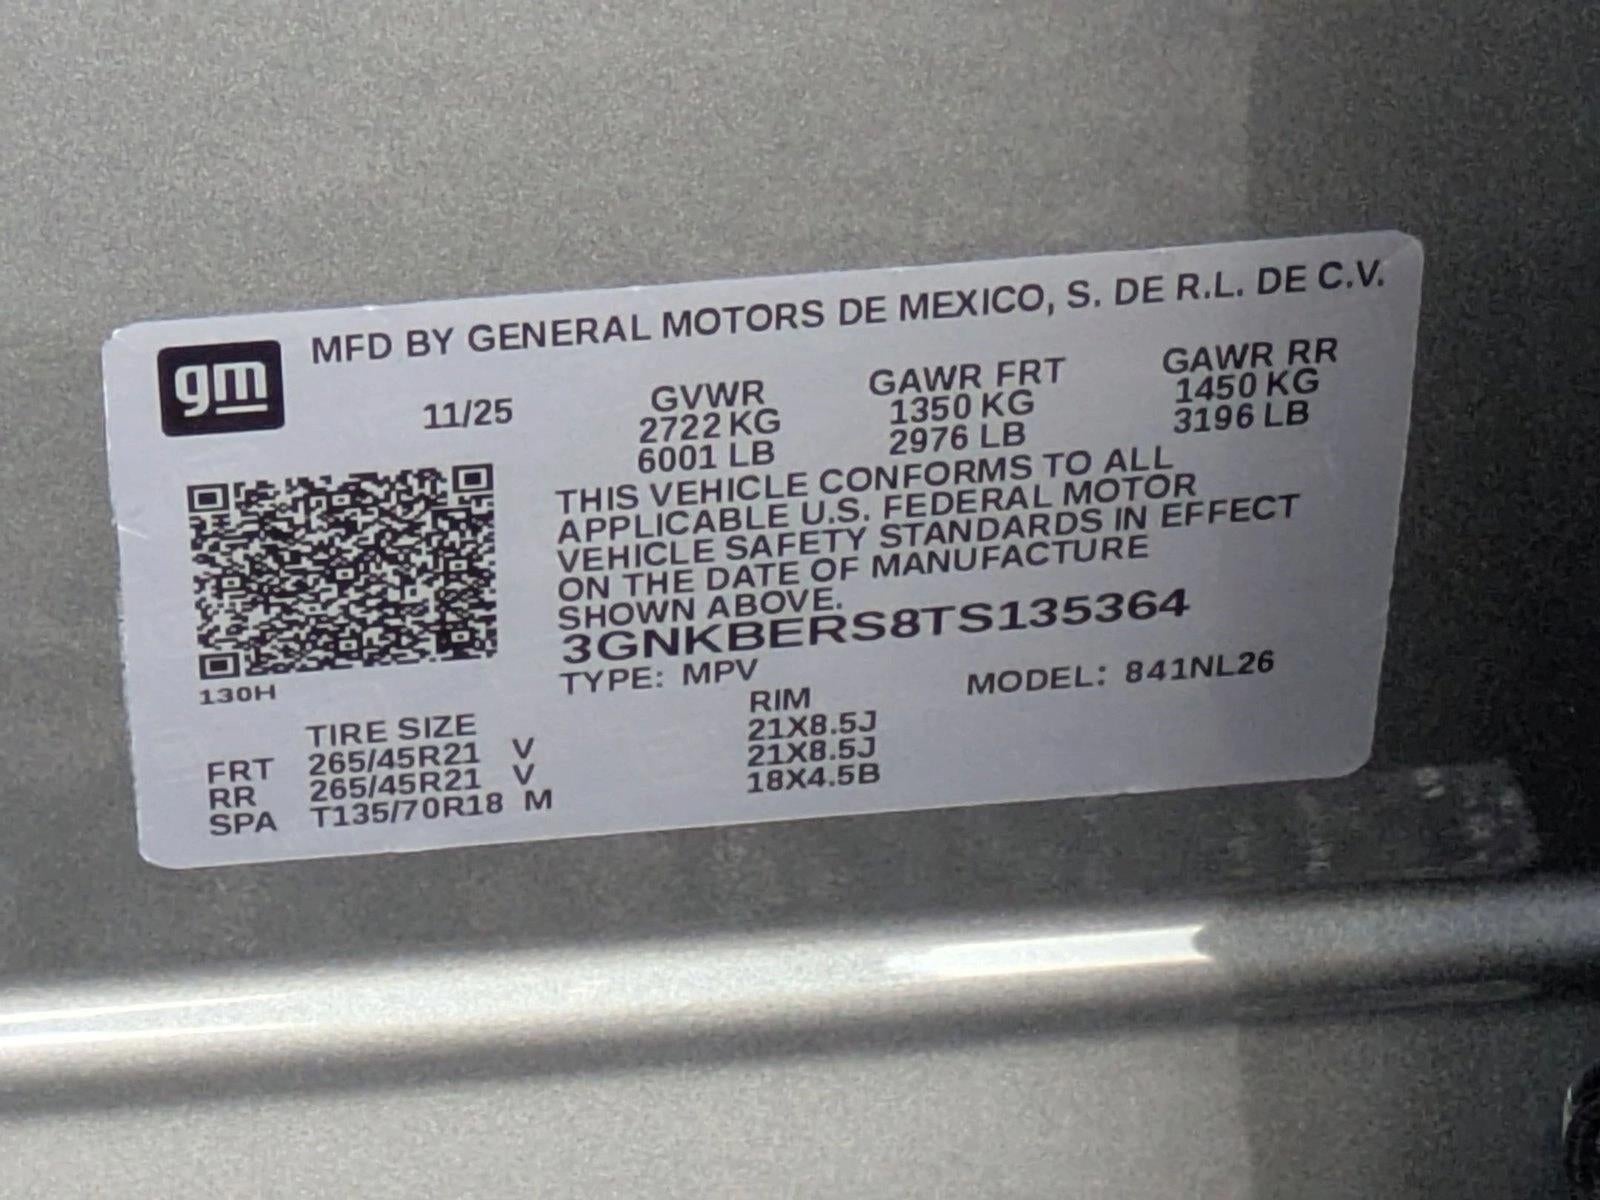 gm
MFD BY GENERAL MOTORS DE MEXICO, S. DE R.L. DE C.V.
11/25 GVWR GAWR FRT GAWR RR
2722 KG 1350 KG 1450 KG
6001 LB 2976 LB 3196 LB
THIS VEHICLE CONFORMS TO ALL
APPLICABLE U.S. FEDERAL MOTOR
VEHICLE SAFETY STANDARDS IN EFFECT
ON THE DATE OF MANUFACTURE
SHOWN ABOVE.
3GNKBERS8TS135364
130H
TYPE: MPV MODEL: 841NL26
TIRE SIZE RIM
FRT 265/45R21 V 21X8.5J
RR 265/45R21 V 21X8.5J
SPA T135/70R18 M 18X4.5B